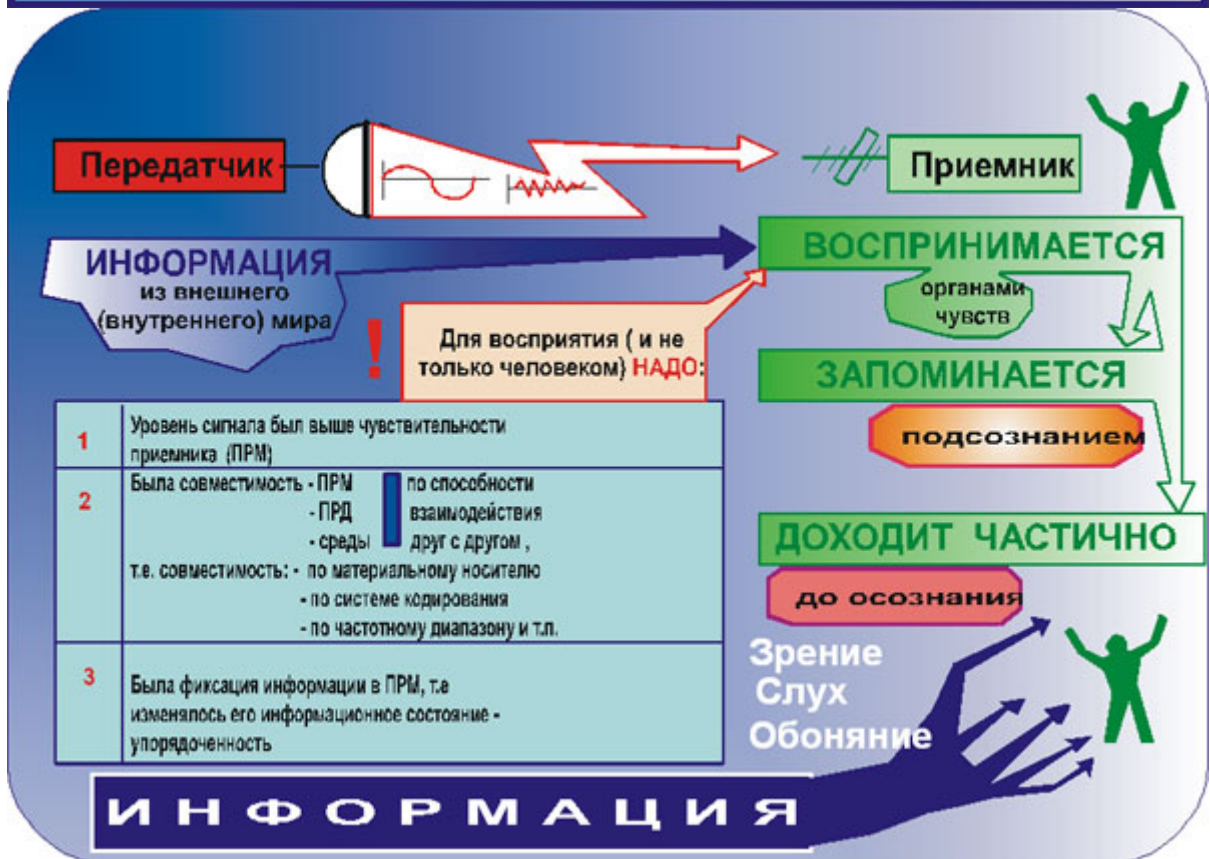 Передатчик
Приемник
ИНФОРМАЦИЯ
из внешнего
(внутреннего) мира
ВОСПРИНИМАЕТСЯ
органами
чувств
!
Для восприятия ( и не
только человеком) НАДО:
ЗАПОМИНАЕТСЯ
подсознанием
ДОХОДИТ ЧАСТИЧНО
до осознания
1
Уровень сигнала был выше чувствительности
приемника (ПРМ)
2
Была совместимость - ПРМ по способности
- ПРД взаимодействия
- среды друг с другом ,
т.е. совместимость: - по материальному носителю
- по системе кодирования
- по частотному диапазону и т.п.
3
Была фиксация информации в ПРМ, т.е
изменялось его информационное состояние -
упорядоченность
Зрение
Слух
Обоняние
ИНФОРМАЦИЯ